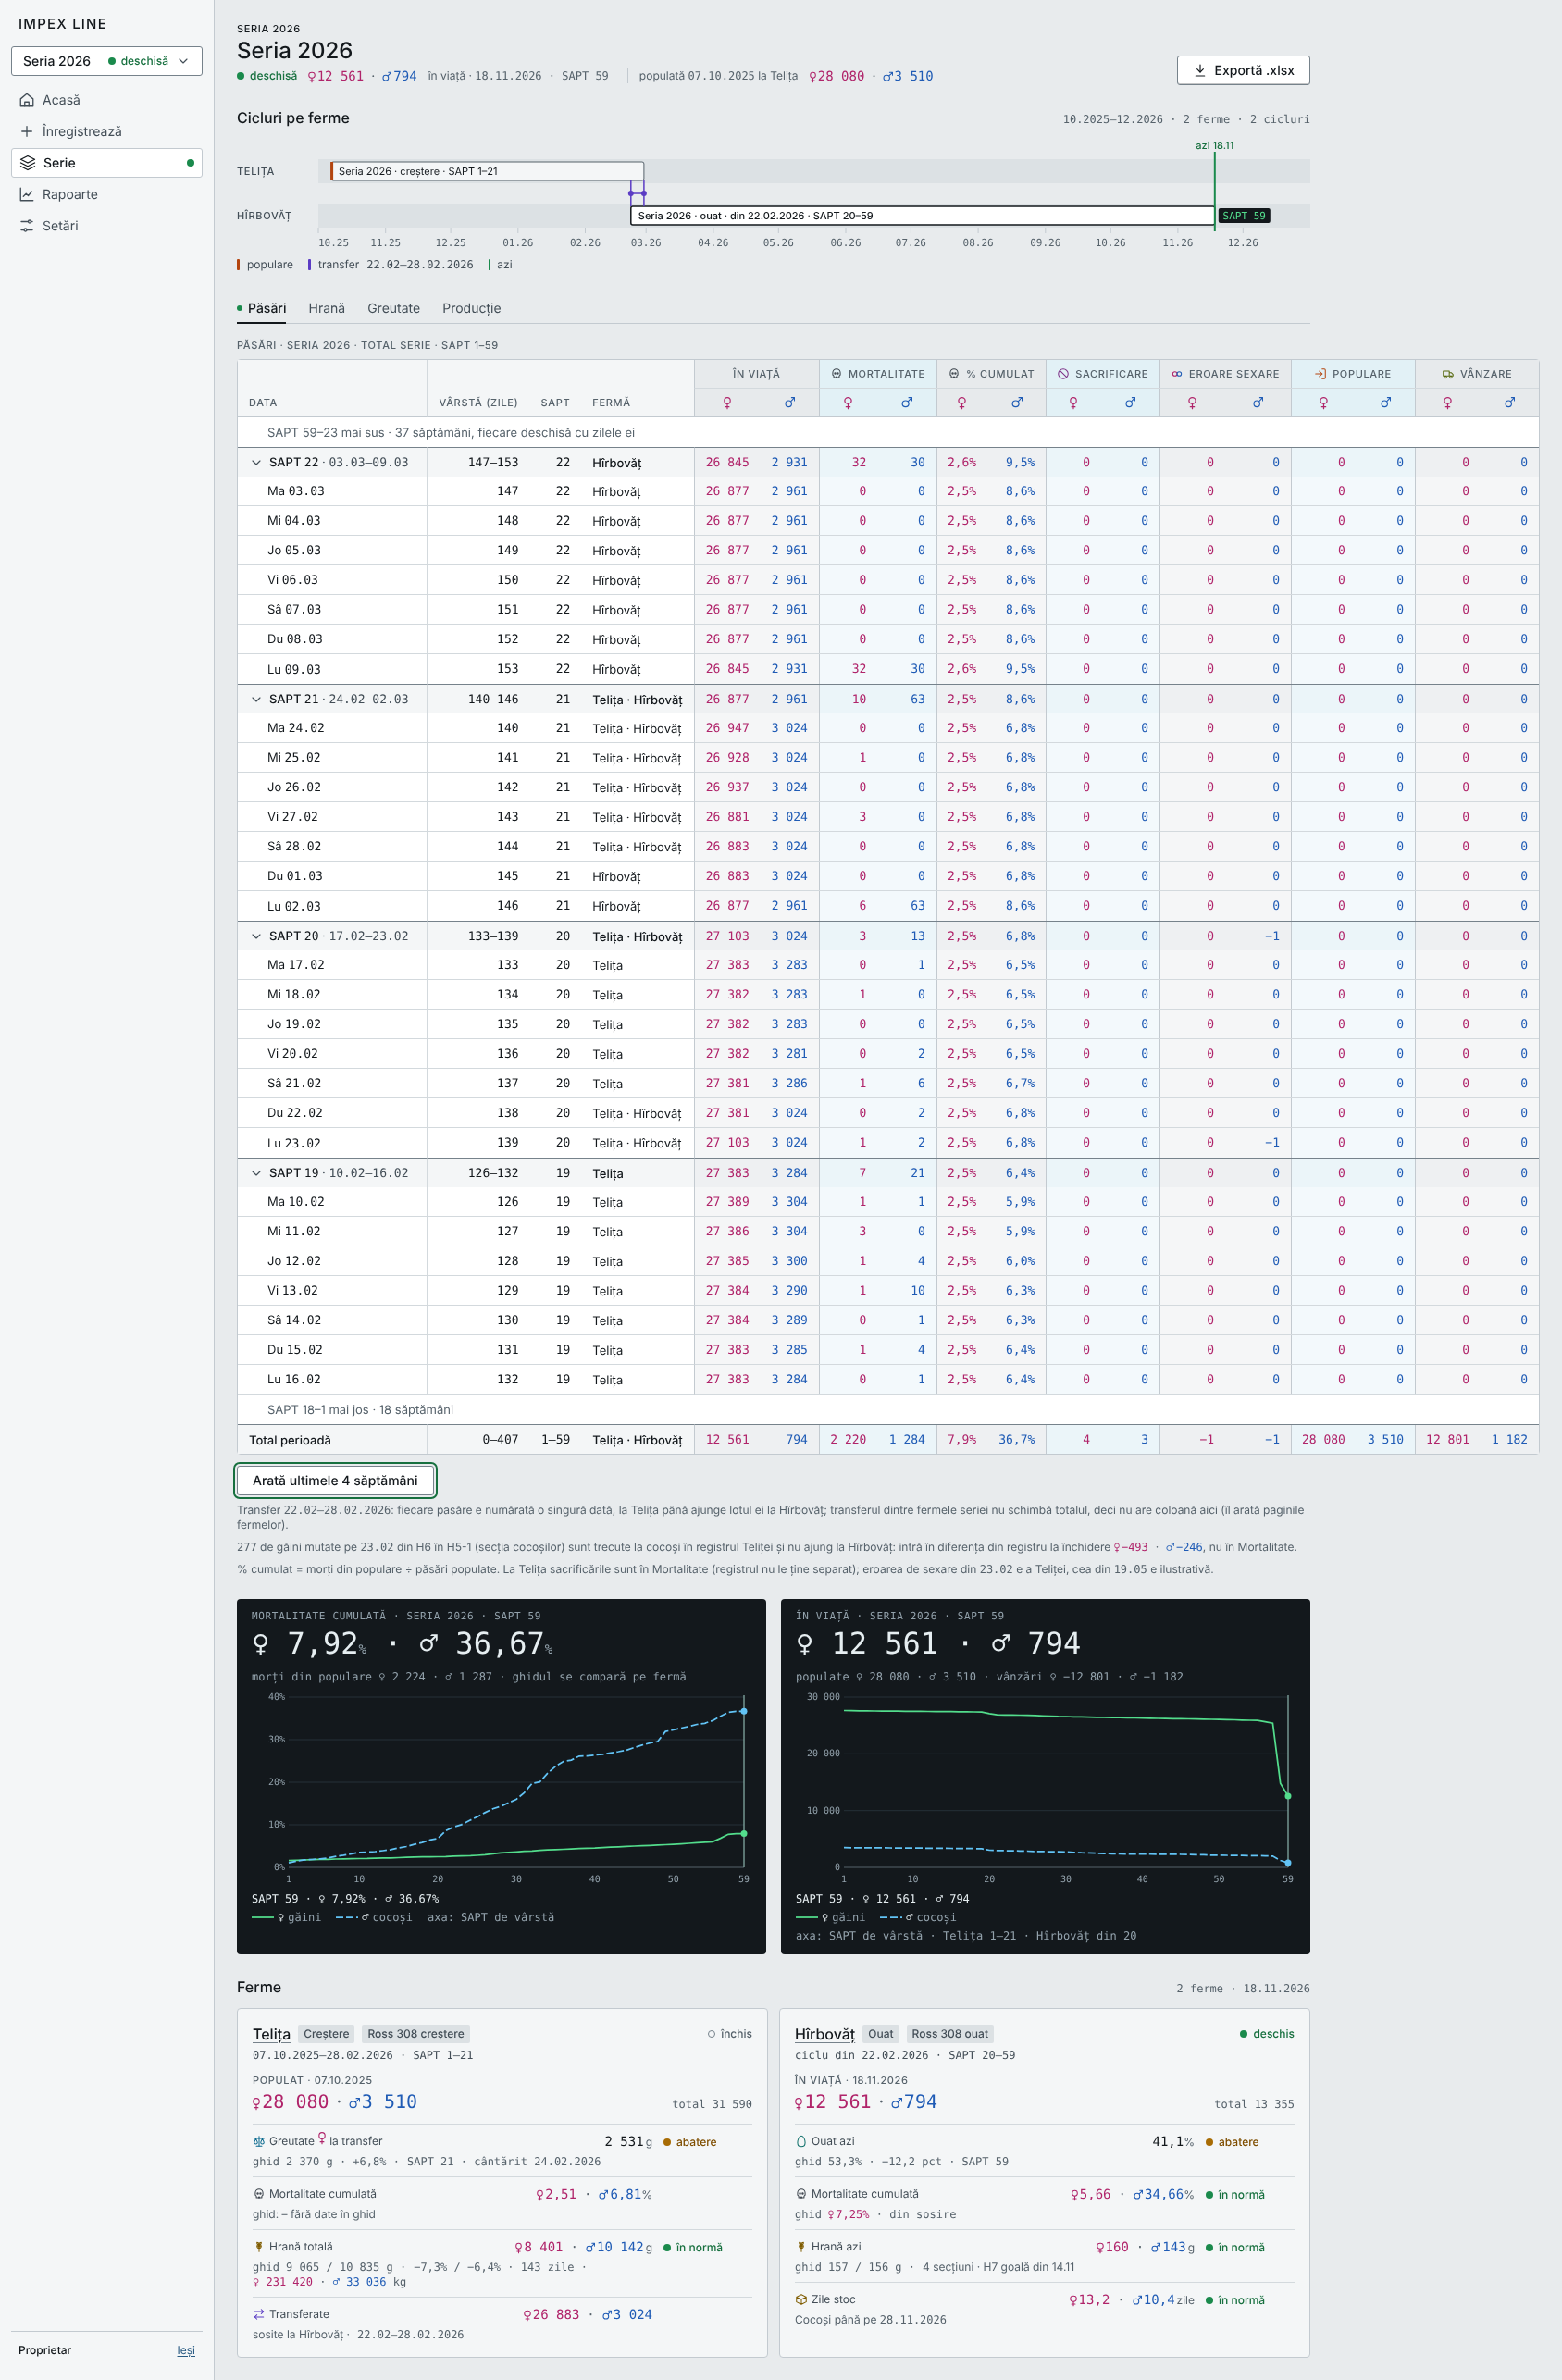 IMPEX LINE
Seria 2026 deschisă
Acasă
Înregistrează
Serie
Rapoarte
Setări
Proprietar Ieși
SERIA 2026
Seria 2026
deschisă ♀12 561 · ♂794 în viață · 18.11.2026 · SAPT 59 populată 07.10.2025 la Telița ♀28 080 · ♂3 510
Exportă .xlsx
Cicluri pe ferme 10.2025–12.2026 · 2 ferme · 2 cicluri
azi 18.11
TELIȚA Seria 2026 · creștere · SAPT 1–21
HÎRBOVĂȚ Seria 2026 · ouat · din 22.02.2026 · SAPT 20–59 SAPT 59
10.25 11.25 12.25 01.26 02.26 03.26 04.26 05.26 06.26 07.26 08.26 09.26 10.26 11.26 12.26
populare transfer 22.02–28.02.2026 azi
Păsări Hrană Greutate Producție
PĂSĂRI · SERIA 2026 · TOTAL SERIE · SAPT 1–59
ÎN VIAȚĂ MORTALITATE % CUMULAT SACRIFICARE EROARE SEXARE POPULARE VÂNZARE
DATA VÂRSTĂ (ZILE) SAPT FERMĂ ♀ ♂ ♀ ♂ ♀ ♂ ♀ ♂ ♀ ♂ ♀ ♂ ♀ ♂
SAPT 59–23 mai sus · 37 săptămâni, fiecare deschisă cu zilele ei
SAPT 22 · 03.03–09.03 147–153 22 Hîrbovăț 26 845 2 931 32 30 2,6% 9,5% 0 0 0 0 0 0 0 0
Ma 03.03 147 22 Hîrbovăț 26 877 2 961 0 0 2,5% 8,6% 0 0 0 0 0 0 0 0
Mi 04.03 148 22 Hîrbovăț 26 877 2 961 0 0 2,5% 8,6% 0 0 0 0 0 0 0 0
Jo 05.03 149 22 Hîrbovăț 26 877 2 961 0 0 2,5% 8,6% 0 0 0 0 0 0 0 0
Vi 06.03 150 22 Hîrbovăț 26 877 2 961 0 0 2,5% 8,6% 0 0 0 0 0 0 0 0
Sâ 07.03 151 22 Hîrbovăț 26 877 2 961 0 0 2,5% 8,6% 0 0 0 0 0 0 0 0
Du 08.03 152 22 Hîrbovăț 26 877 2 961 0 0 2,5% 8,6% 0 0 0 0 0 0 0 0
Lu 09.03 153 22 Hîrbovăț 26 845 2 931 32 30 2,6% 9,5% 0 0 0 0 0 0 0 0
SAPT 21 · 24.02–02.03 140–146 21 Telița · Hîrbovăț 26 877 2 961 10 63 2,5% 8,6% 0 0 0 0 0 0 0 0
Ma 24.02 140 21 Telița · Hîrbovăț 26 947 3 024 0 0 2,5% 6,8% 0 0 0 0 0 0 0 0
Mi 25.02 141 21 Telița · Hîrbovăț 26 928 3 024 1 0 2,5% 6,8% 0 0 0 0 0 0 0 0
Jo 26.02 142 21 Telița · Hîrbovăț 26 937 3 024 0 0 2,5% 6,8% 0 0 0 0 0 0 0 0
Vi 27.02 143 21 Telița · Hîrbovăț 26 881 3 024 3 0 2,5% 6,8% 0 0 0 0 0 0 0 0
Sâ 28.02 144 21 Telița · Hîrbovăț 26 883 3 024 0 0 2,5% 6,8% 0 0 0 0 0 0 0 0
Du 01.03 145 21 Hîrbovăț 26 883 3 024 0 0 2,5% 6,8% 0 0 0 0 0 0 0 0
Lu 02.03 146 21 Hîrbovăț 26 877 2 961 6 63 2,5% 8,6% 0 0 0 0 0 0 0 0
SAPT 20 · 17.02–23.02 133–139 20 Telița · Hîrbovăț 27 103 3 024 3 13 2,5% 6,8% 0 0 0 −1 0 0 0 0
Ma 17.02 133 20 Telița 27 383 3 283 0 1 2,5% 6,5% 0 0 0 0 0 0 0 0
Mi 18.02 134 20 Telița 27 382 3 283 1 0 2,5% 6,5% 0 0 0 0 0 0 0 0
Jo 19.02 135 20 Telița 27 382 3 283 0 0 2,5% 6,5% 0 0 0 0 0 0 0 0
Vi 20.02 136 20 Telița 27 382 3 281 0 2 2,5% 6,5% 0 0 0 0 0 0 0 0
Sâ 21.02 137 20 Telița 27 381 3 286 1 6 2,5% 6,7% 0 0 0 0 0 0 0 0
Du 22.02 138 20 Telița · Hîrbovăț 27 381 3 024 0 2 2,5% 6,8% 0 0 0 0 0 0 0 0
Lu 23.02 139 20 Telița · Hîrbovăț 27 103 3 024 1 2 2,5% 6,8% 0 0 0 −1 0 0 0 0
SAPT 19 · 10.02–16.02 126–132 19 Telița 27 383 3 284 7 21 2,5% 6,4% 0 0 0 0 0 0 0 0
Ma 10.02 126 19 Telița 27 389 3 304 1 1 2,5% 5,9% 0 0 0 0 0 0 0 0
Mi 11.02 127 19 Telița 27 386 3 304 3 0 2,5% 5,9% 0 0 0 0 0 0 0 0
Jo 12.02 128 19 Telița 27 385 3 300 1 4 2,5% 6,0% 0 0 0 0 0 0 0 0
Vi 13.02 129 19 Telița 27 384 3 290 1 10 2,5% 6,3% 0 0 0 0 0 0 0 0
Sâ 14.02 130 19 Telița 27 384 3 289 0 1 2,5% 6,3% 0 0 0 0 0 0 0 0
Du 15.02 131 19 Telița 27 383 3 285 1 4 2,5% 6,4% 0 0 0 0 0 0 0 0
Lu 16.02 132 19 Telița 27 383 3 284 0 1 2,5% 6,4% 0 0 0 0 0 0 0 0
SAPT 18–1 mai jos · 18 săptămâni
Total perioadă 0–407 1–59 Telița · Hîrbovăț 12 561 794 2 220 1 284 7,9% 36,7% 4 3 −1 −1 28 080 3 510 12 801 1 182
Arată ultimele 4 săptămâni
Transfer 22.02–28.02.2026: fiecare pasăre e numărată o singură dată, la Telița până ajunge lotul ei la Hîrbovăț; transferul dintre fermele seriei nu schimbă totalul, deci nu are coloană aici (îl arată paginile
fermelor).
277 de găini mutate pe 23.02 din H6 în H5-1 (secția cocoșilor) sunt trecute la cocoși în registrul Teliței și nu ajung la Hîrbovăț: intră în diferența din registru la închidere ♀−493 · ♂−246, nu în Mortalitate.
% cumulat = morți din populare ÷ păsări populate. La Telița sacrificările sunt în Mortalitate (registrul nu le ține separat); eroarea de sexare din 23.02 e a Teliței, cea din 19.05 e ilustrativă.
MORTALITATE CUMULATĂ · SERIA 2026 · SAPT 59
♀ 7,92% · ♂ 36,67%
morți din populare ♀ 2 224 · ♂ 1 287 · ghidul se compară pe fermă
40%
30%
20%
10%
0%
1 10 20 30 40 50 59
SAPT 59 · ♀ 7,92% · ♂ 36,67%
♀ găini ♂ cocoși axa: SAPT de vârstă
ÎN VIAȚĂ · SERIA 2026 · SAPT 59
♀ 12 561 · ♂ 794
populate ♀ 28 080 · ♂ 3 510 · vânzări ♀ −12 801 · ♂ −1 182
30 000
20 000
10 000
0
1 10 20 30 40 50 59
SAPT 59 · ♀ 12 561 · ♂ 794
♀ găini ♂ cocoși
axa: SAPT de vârstă · Telița 1–21 · Hîrbovăț din 20
Ferme 2 ferme · 18.11.2026
Telița Creștere Ross 308 creștere închis
07.10.2025–28.02.2026 · SAPT 1–21
POPULAT · 07.10.2025
♀28 080 · ♂3 510 total 31 590
Greutate ♀ la transfer 2 531 g abatere
ghid 2 370 g · +6,8% · SAPT 21 · cântărit 24.02.2026
Mortalitate cumulată ♀2,51 · ♂6,81%
ghid: – fără date în ghid
Hrană totală ♀8 401 · ♂10 142 g în normă
ghid 9 065 / 10 835 g · −7,3% / −6,4% · 143 zile ·
♀ 231 420 · ♂ 33 036 kg
Transferate ♀26 883 · ♂3 024
sosite la Hîrbovăț · 22.02–28.02.2026
Hîrbovăț Ouat Ross 308 ouat deschis
ciclu din 22.02.2026 · SAPT 20–59
ÎN VIAȚĂ · 18.11.2026
♀12 561 · ♂794 total 13 355
Ouat azi 41,1% abatere
ghid 53,3% · −12,2 pct · SAPT 59
Mortalitate cumulată ♀5,66 · ♂34,66% în normă
ghid ♀7,25% · din sosire
Hrană azi ♀160 · ♂143 g în normă
ghid 157 / 156 g · 4 secțiuni · H7 goală din 14.11
Zile stoc ♀13,2 · ♂10,4 zile în normă
Cocoși până pe 28.11.2026